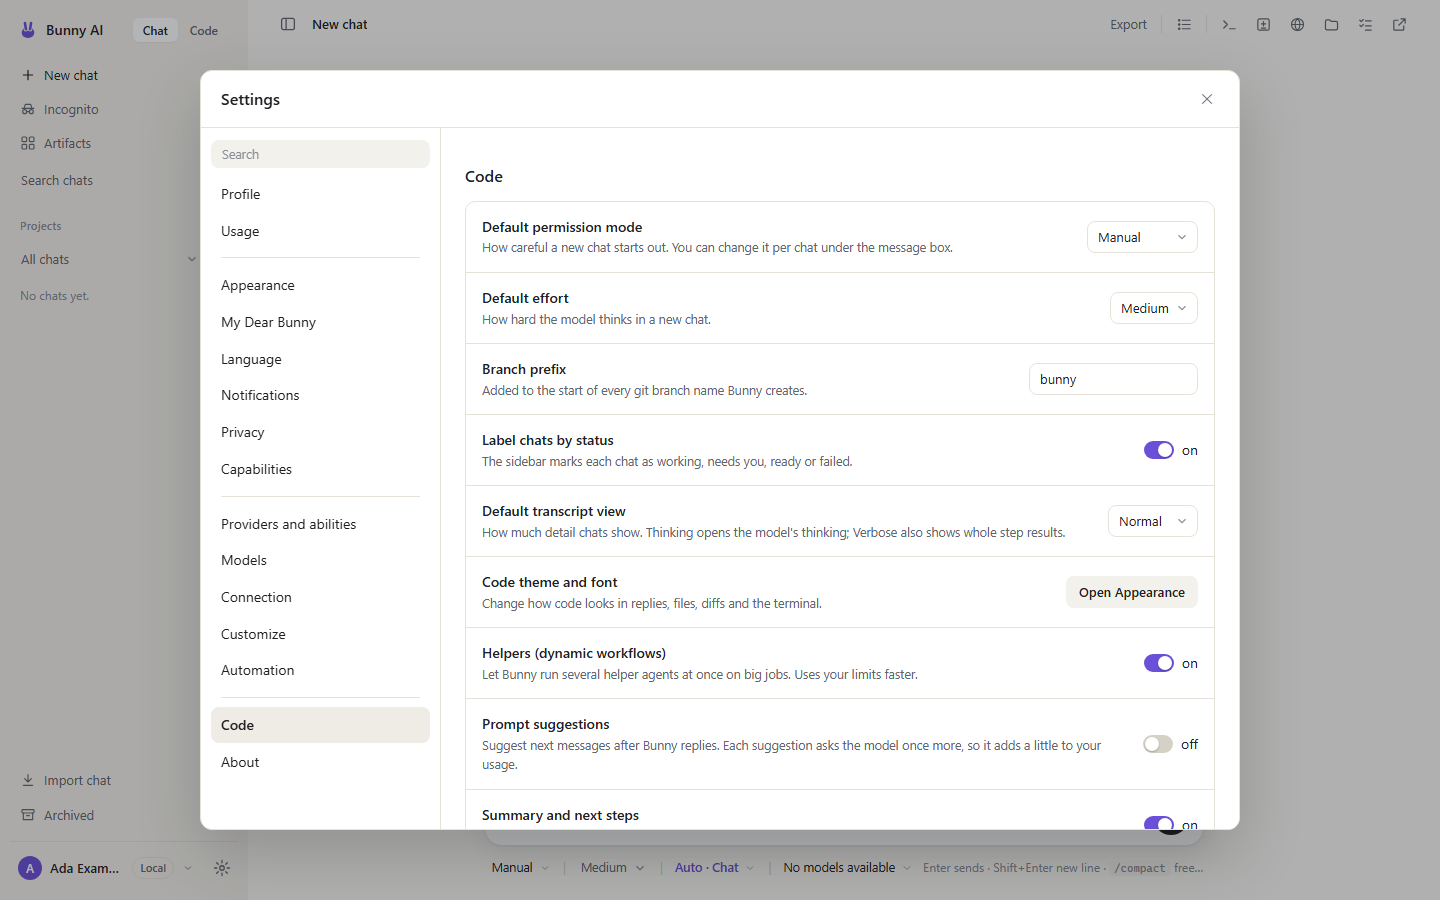 Bunny AI
Chat
Code
New chat
Export
New chat
Incognito
Artifacts
Search chats
Projects
All chats
No chats yet.
Import chat
Archived
A
Ada Exam...
Local
Settings
Search
Profile
Usage
Appearance
My Dear Bunny
Language
Notifications
Privacy
Capabilities
Providers and abilities
Models
Connection
Customize
Automation
Code
About
Code
Default permission mode
How careful a new chat starts out. You can change it per chat under the message box.
Manual
Default effort
How hard the model thinks in a new chat.
Medium
Branch prefix
Added to the start of every git branch name Bunny creates.
bunny
Label chats by status
The sidebar marks each chat as working, needs you, ready or failed.
on
Default transcript view
How much detail chats show. Thinking opens the model's thinking; Verbose also shows whole step results.
Normal
Code theme and font
Change how code looks in replies, files, diffs and the terminal.
Open Appearance
Helpers (dynamic workflows)
Let Bunny run several helper agents at once on big jobs. Uses your limits faster.
on
Prompt suggestions
Suggest next messages after Bunny replies. Each suggestion asks the model once more, so it adds a little to your
usage.
off
Summary and next steps
on
Manual
Medium
Auto · Chat
No models available
Enter sends · Shift+Enter new line · /compact free...